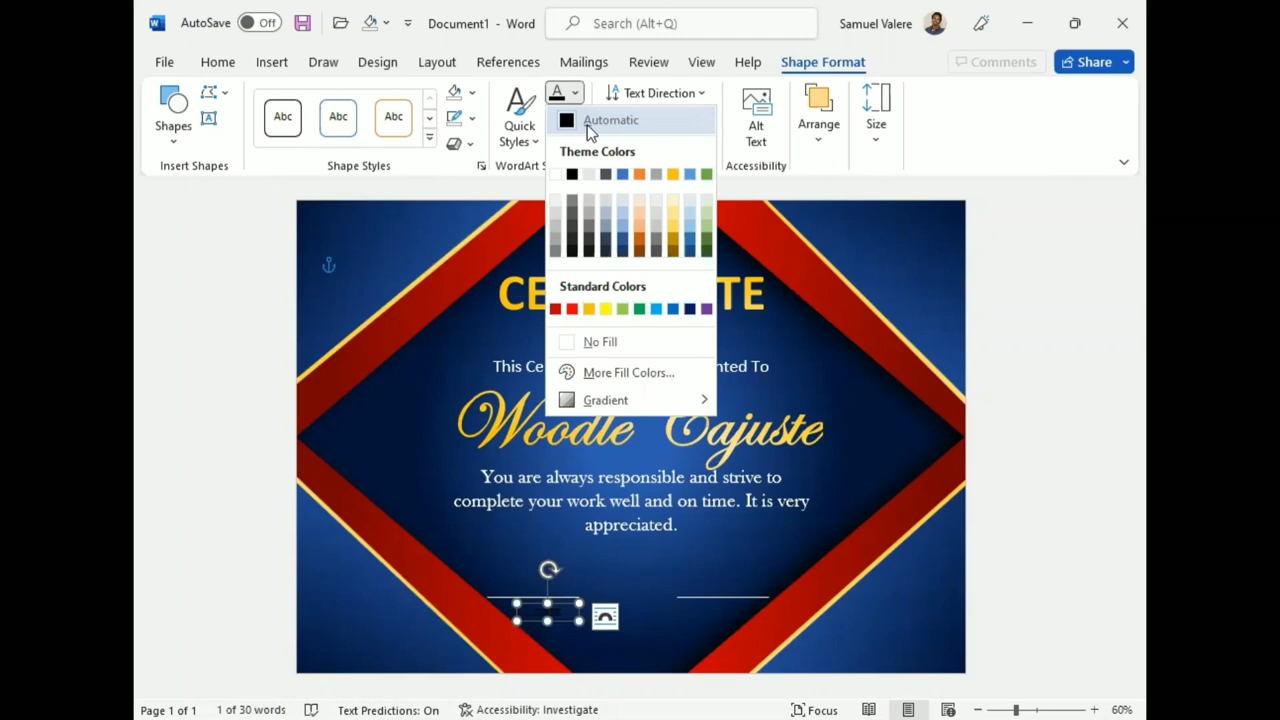 AutoSave Off Document1 - Word Search (Alt+Q) Samuel Valere
File Home Insert Draw Design Layout References Mailings Review View Help Shape Format Comments Share
Shapes
Insert Shapes
Abc Abc Abc
Shape Styles
Quick Styles
WordArt S
A
Text Direction
Alt Text
Accessibility
Arrange
Size
Automatic
Theme Colors
Standard Colors
No Fill
More Fill Colors...
Gradient
CE TE
This Ce nted To
Woodle Cajuste
You are always responsible and strive to
complete your work well and on time. It is very
appreciated.
Page 1 of 1 1 of 30 words Text Predictions: On Accessibility: Investigate Focus 60%